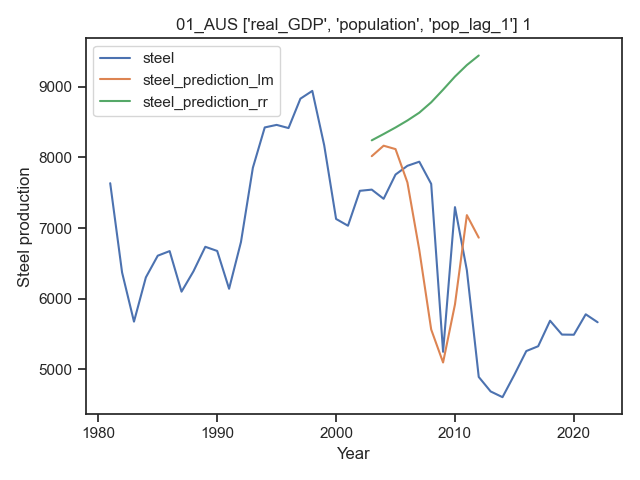 01_AUS ['real_GDP', 'population', 'pop_lag_1'] 1
steel
steel_prediction_lm
steel_prediction_rr
Steel production
9000
8000
7000
6000
5000
1980
1990
2000
2010
2020
Year